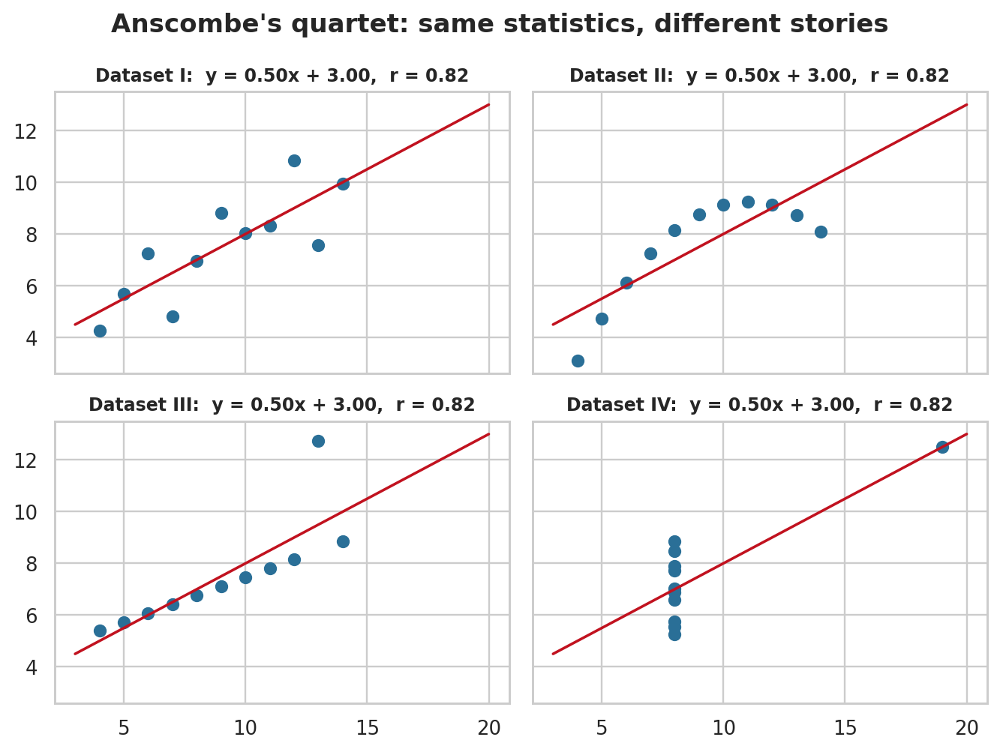 Anscombe's quartet: same statistics, different stories
Dataset I:  y = 0.50x + 3.00,  r = 0.82
12
10
8
6
4
Dataset II:  y = 0.50x + 3.00,  r = 0.82
Dataset III:  y = 0.50x + 3.00,  r = 0.82
12
10
8
6
4
5 10 15 20
Dataset IV:  y = 0.50x + 3.00,  r = 0.82
5 10 15 20